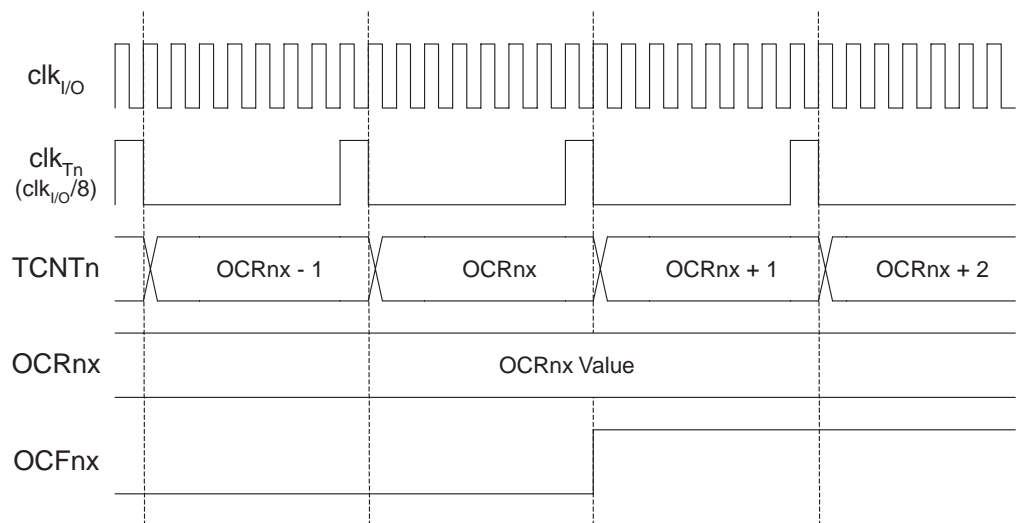 clkI/O
clkTn
(clkI/O/8)
TCNTn OCRnx - 1 OCRnx OCRnx + 1 OCRnx + 2
OCRnx OCRnx Value
OCFnx